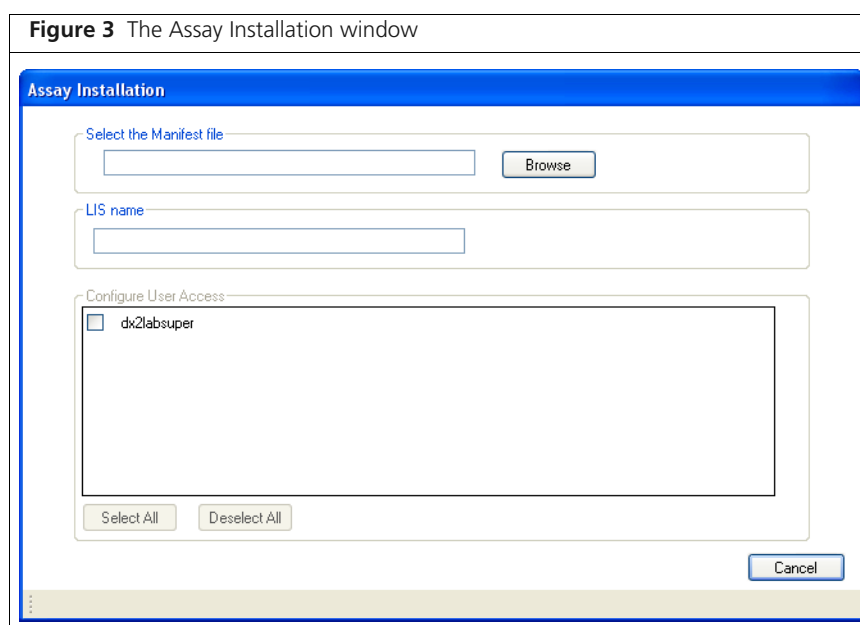 Figure 3 The Assay Installation window
Assay Installation
Select the Manifest file
Browse
LIS name
Configure User Access
dx2labsuper
Select All Deselect All
Cancel